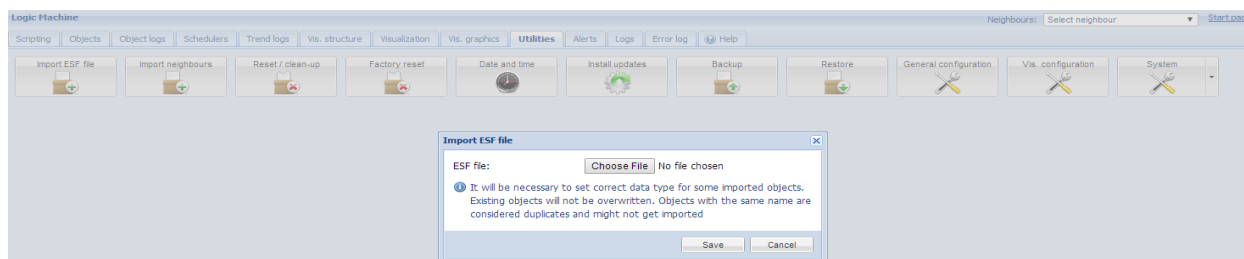 Logic Machine
Neighbours: Select neighbour
Scripting Objects Object logs Schedulers Trend logs Vis. structure Visualization Vis. graphics Utilities Alerts Logs Error log Help
Import ESF file Import neighbours Reset / clean-up Factory reset Date and time Install updates Backup Restore General configuration Vis. configuration System
Import ESF file
ESF file: Choose File No file chosen
It will be necessary to set correct data type for some imported objects.
Existing objects will not be overwritten. Objects with the same name are
considered duplicates and might not get imported
Save Cancel